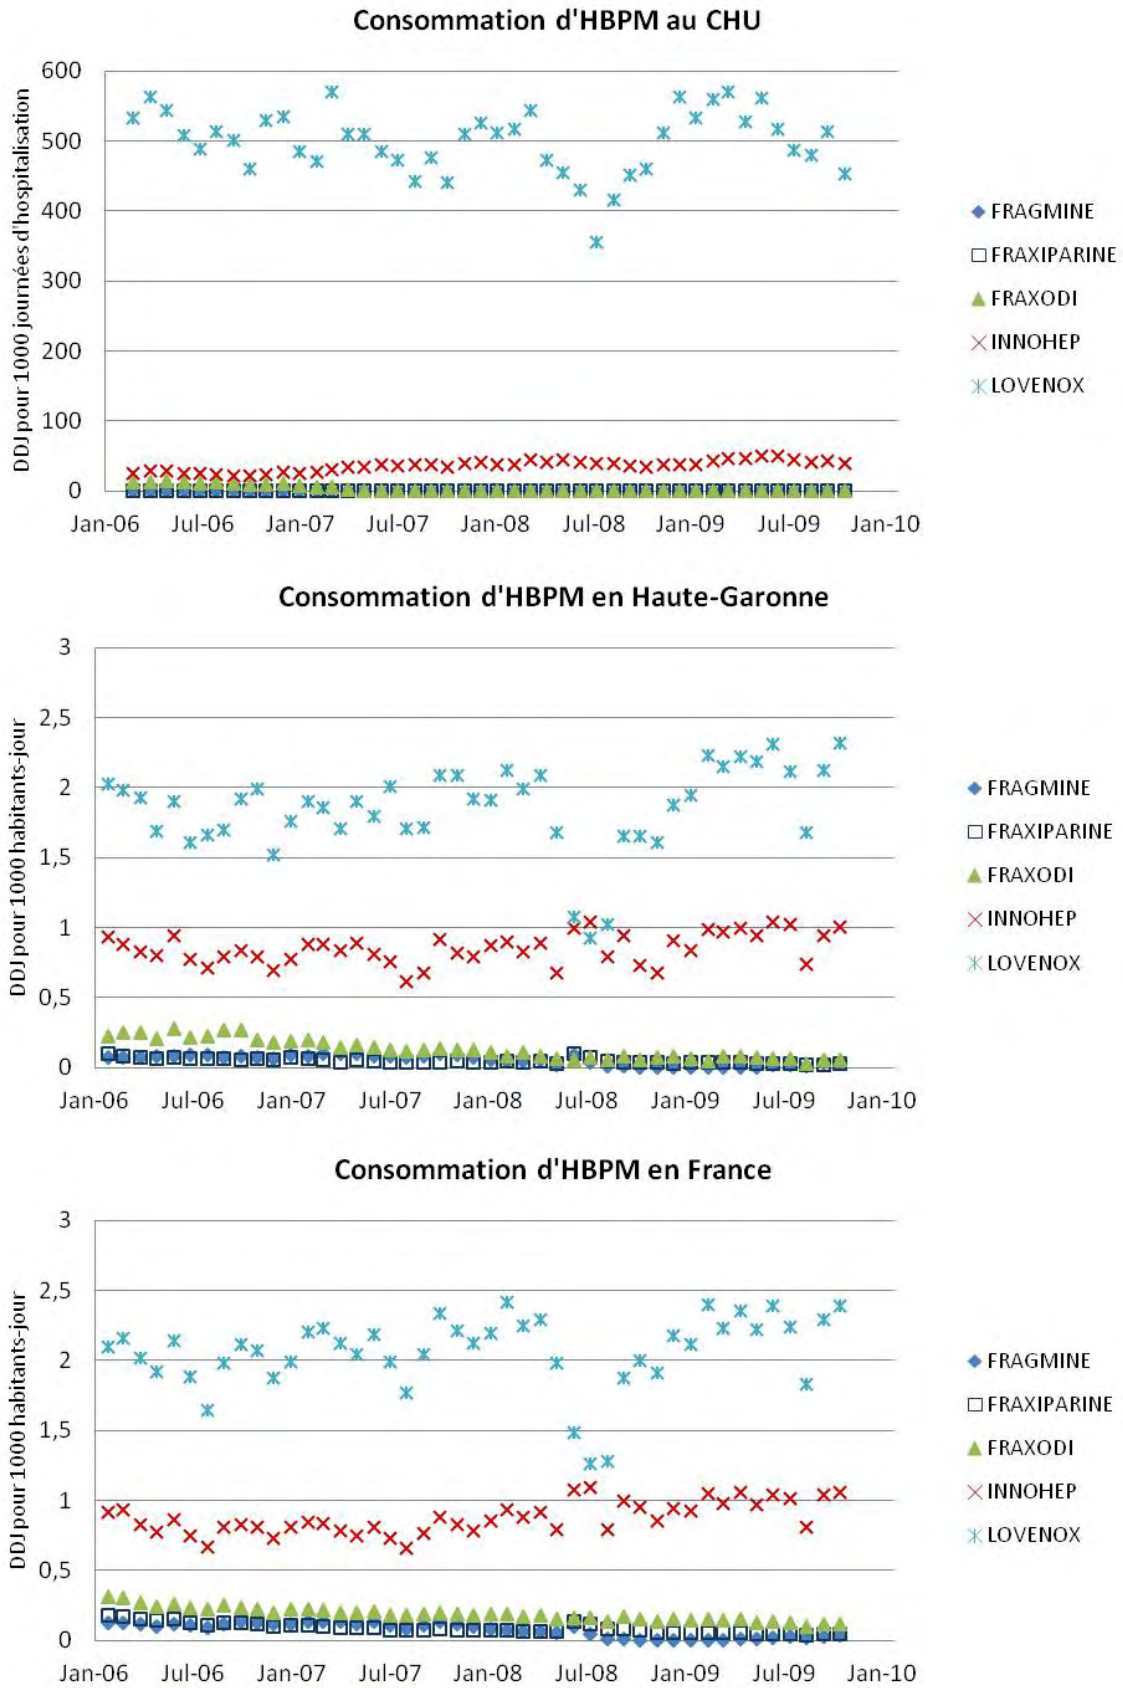 Consommation d'HBPM au CHU
DDJ pour 1000 journées d'hospitalisation
600
500
400
300
200
100
0
Jan-06 Jul-06 Jan-07 Jul-07 Jan-08 Jul-08 Jan-09 Jul-09 Jan-10
FRAGMINE
FRAXIPARINE
FRAXODI
INNOHEP
LOVENOX
Consommation d'HBPM en Haute-Garonne
DDJ pour 1000 habitants-jour
3
2,5
2
1,5
1
0,5
0
Jan-06 Jul-06 Jan-07 Jul-07 Jan-08 Jul-08 Jan-09 Jul-09 Jan-10
FRAGMINE
FRAXIPARINE
FRAXODI
INNOHEP
LOVENOX
Consommation d'HBPM en France
DDJ pour 1000 habitants-jour
3
2,5
2
1,5
1
0,5
0
Jan-06 Jul-06 Jan-07 Jul-07 Jan-08 Jul-08 Jan-09 Jul-09 Jan-10
FRAGMINE
FRAXIPARINE
FRAXODI
INNOHEP
LOVENOX